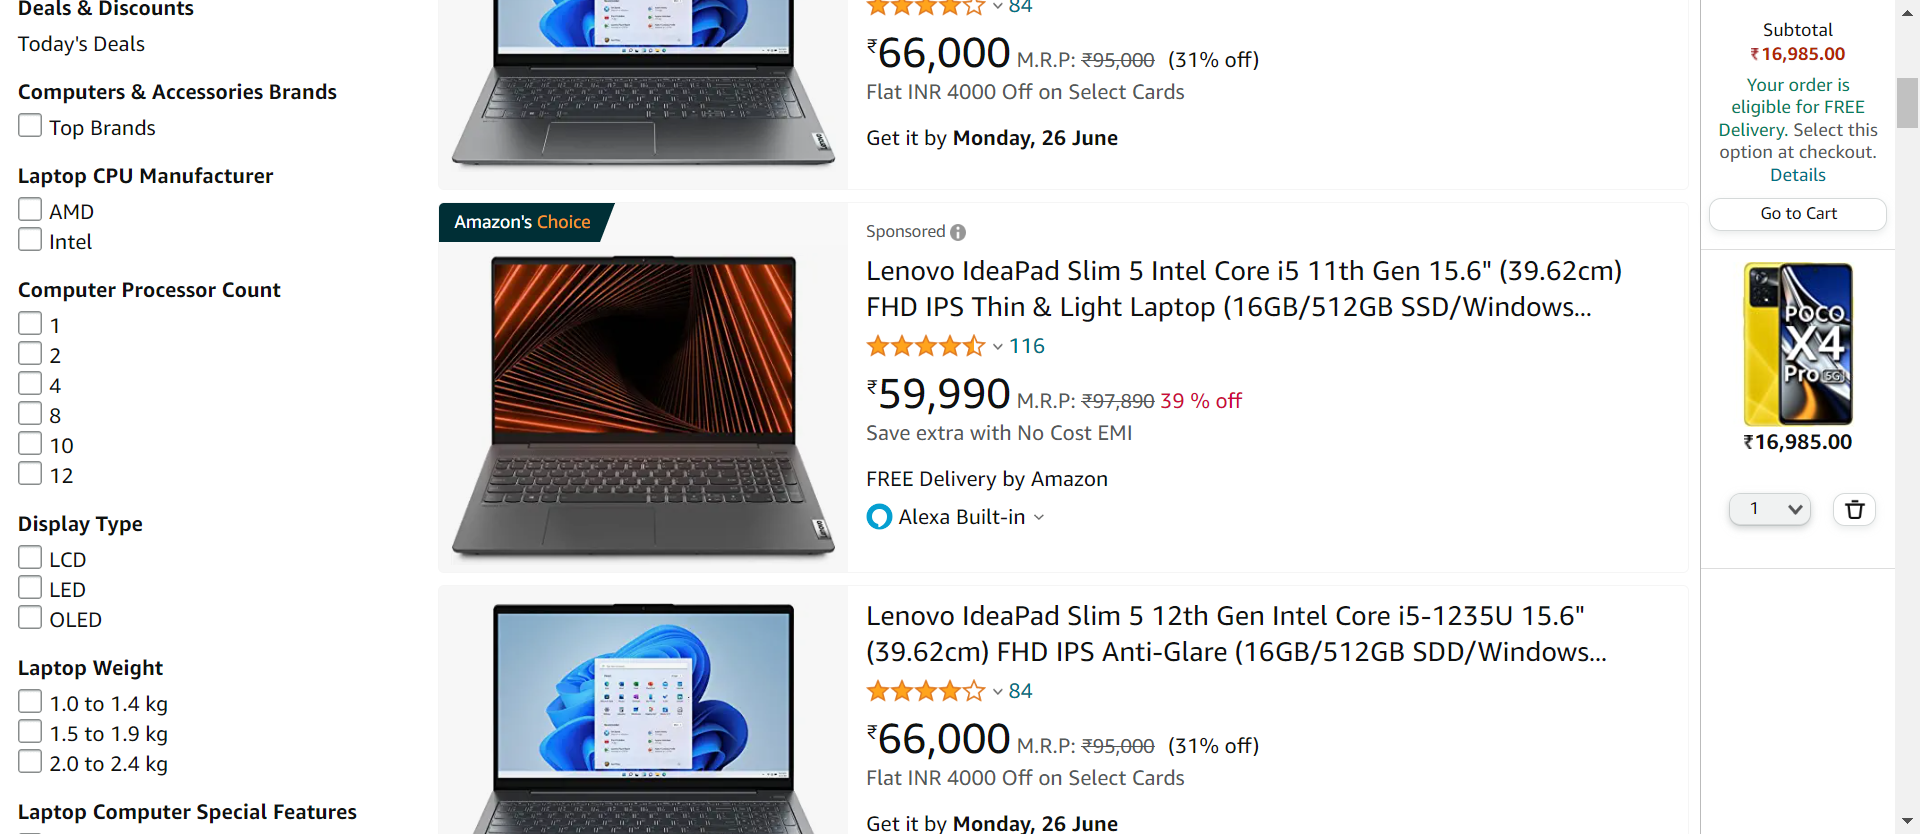 Deals & Discounts
Today's Deals
Computers & Accessories Brands
Top Brands
Laptop CPU Manufacturer
AMD
Intel
Computer Processor Count
1
2
4
8
10
12
Display Type
LCD
LED
OLED
Laptop Weight
1.0 to 1.4 kg
1.5 to 1.9 kg
2.0 to 2.4 kg
Laptop Computer Special Features
84
₹66,000 M.R.P: ₹95,000 (31% off)
Flat INR 4000 Off on Select Cards
Get it by Monday, 26 June
Lenovo
Amazon's Choice
Lenovo
Sponsored
Lenovo IdeaPad Slim 5 Intel Core i5 11th Gen 15.6" (39.62cm)
FHD IPS Thin & Light Laptop (16GB/512GB SSD/Windows...
116
₹59,990 M.R.P: ₹97,890 39 % off
Save extra with No Cost EMI
FREE Delivery by Amazon
Alexa Built-in
Lenovo IdeaPad Slim 5 12th Gen Intel Core i5-1235U 15.6"
(39.62cm) FHD IPS Anti-Glare (16GB/512GB SDD/Windows...
84
₹66,000 M.R.P: ₹95,000 (31% off)
Flat INR 4000 Off on Select Cards
Get it by Monday, 26 June
Subtotal
₹16,985.00
Your order is
eligible for FREE
Delivery. Select this
option at checkout.
Details
Go to Cart
POCO
X4
Pro 5G
₹16,985.00
1